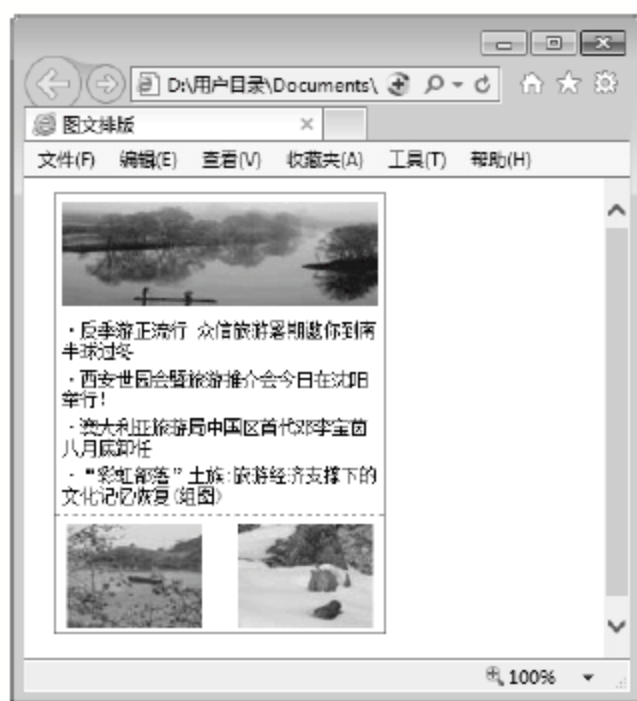 D:\用户目录\Documents\
图文排版
文件(F) 编辑(E) 查看(V) 收藏夹(A) 工具(T) 帮助(H)
·反季游正流行 众信旅游暑期邀你到南
半球过冬
·西安世园会暨旅游推介会今日在沈阳
举行!
·澳大利亚旅游局中国区首代邓李宝茵
八月底卸任
·“彩虹部落”土族:旅游经济支撑下的
文化记忆恢复(组图)
100%